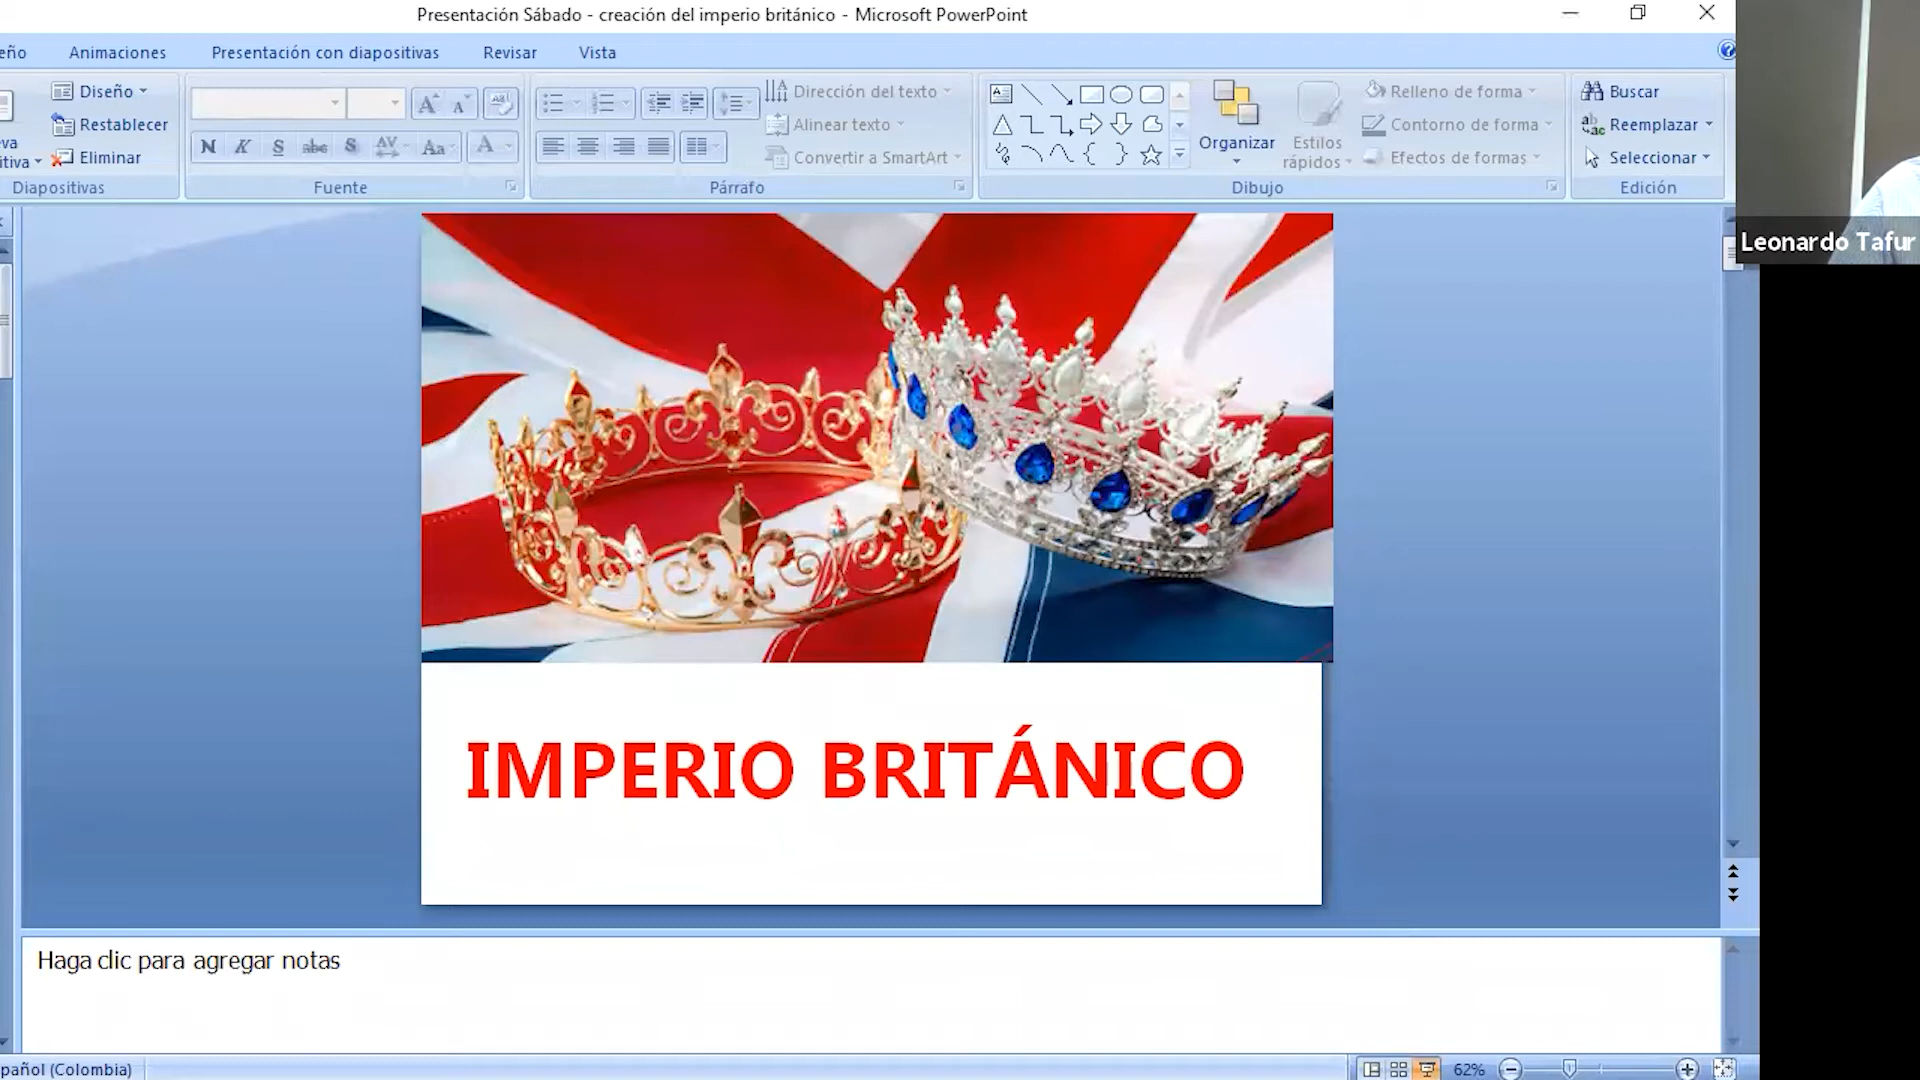 Presentación Sábado - creación del imperio británico - Microsoft PowerPoint
eño Animaciones Presentación con diapositivas Revisar Vista
Diseño
Restablecer
Eliminar
Diapositivas
N K S abc S AV Aa A
Fuente
Párrafo
Dirección del texto
Alinear texto
Convertir a SmartArt
Organizar
Estilos
rápidos
Dibujo
Relleno de forma
Contorno de forma
Efectos de formas
Buscar
Reemplazar
Seleccionar
Edición
Leonardo Tafur
IMPERIO BRITÁNICO
Haga clic para agregar notas
pañol (Colombia)
62%